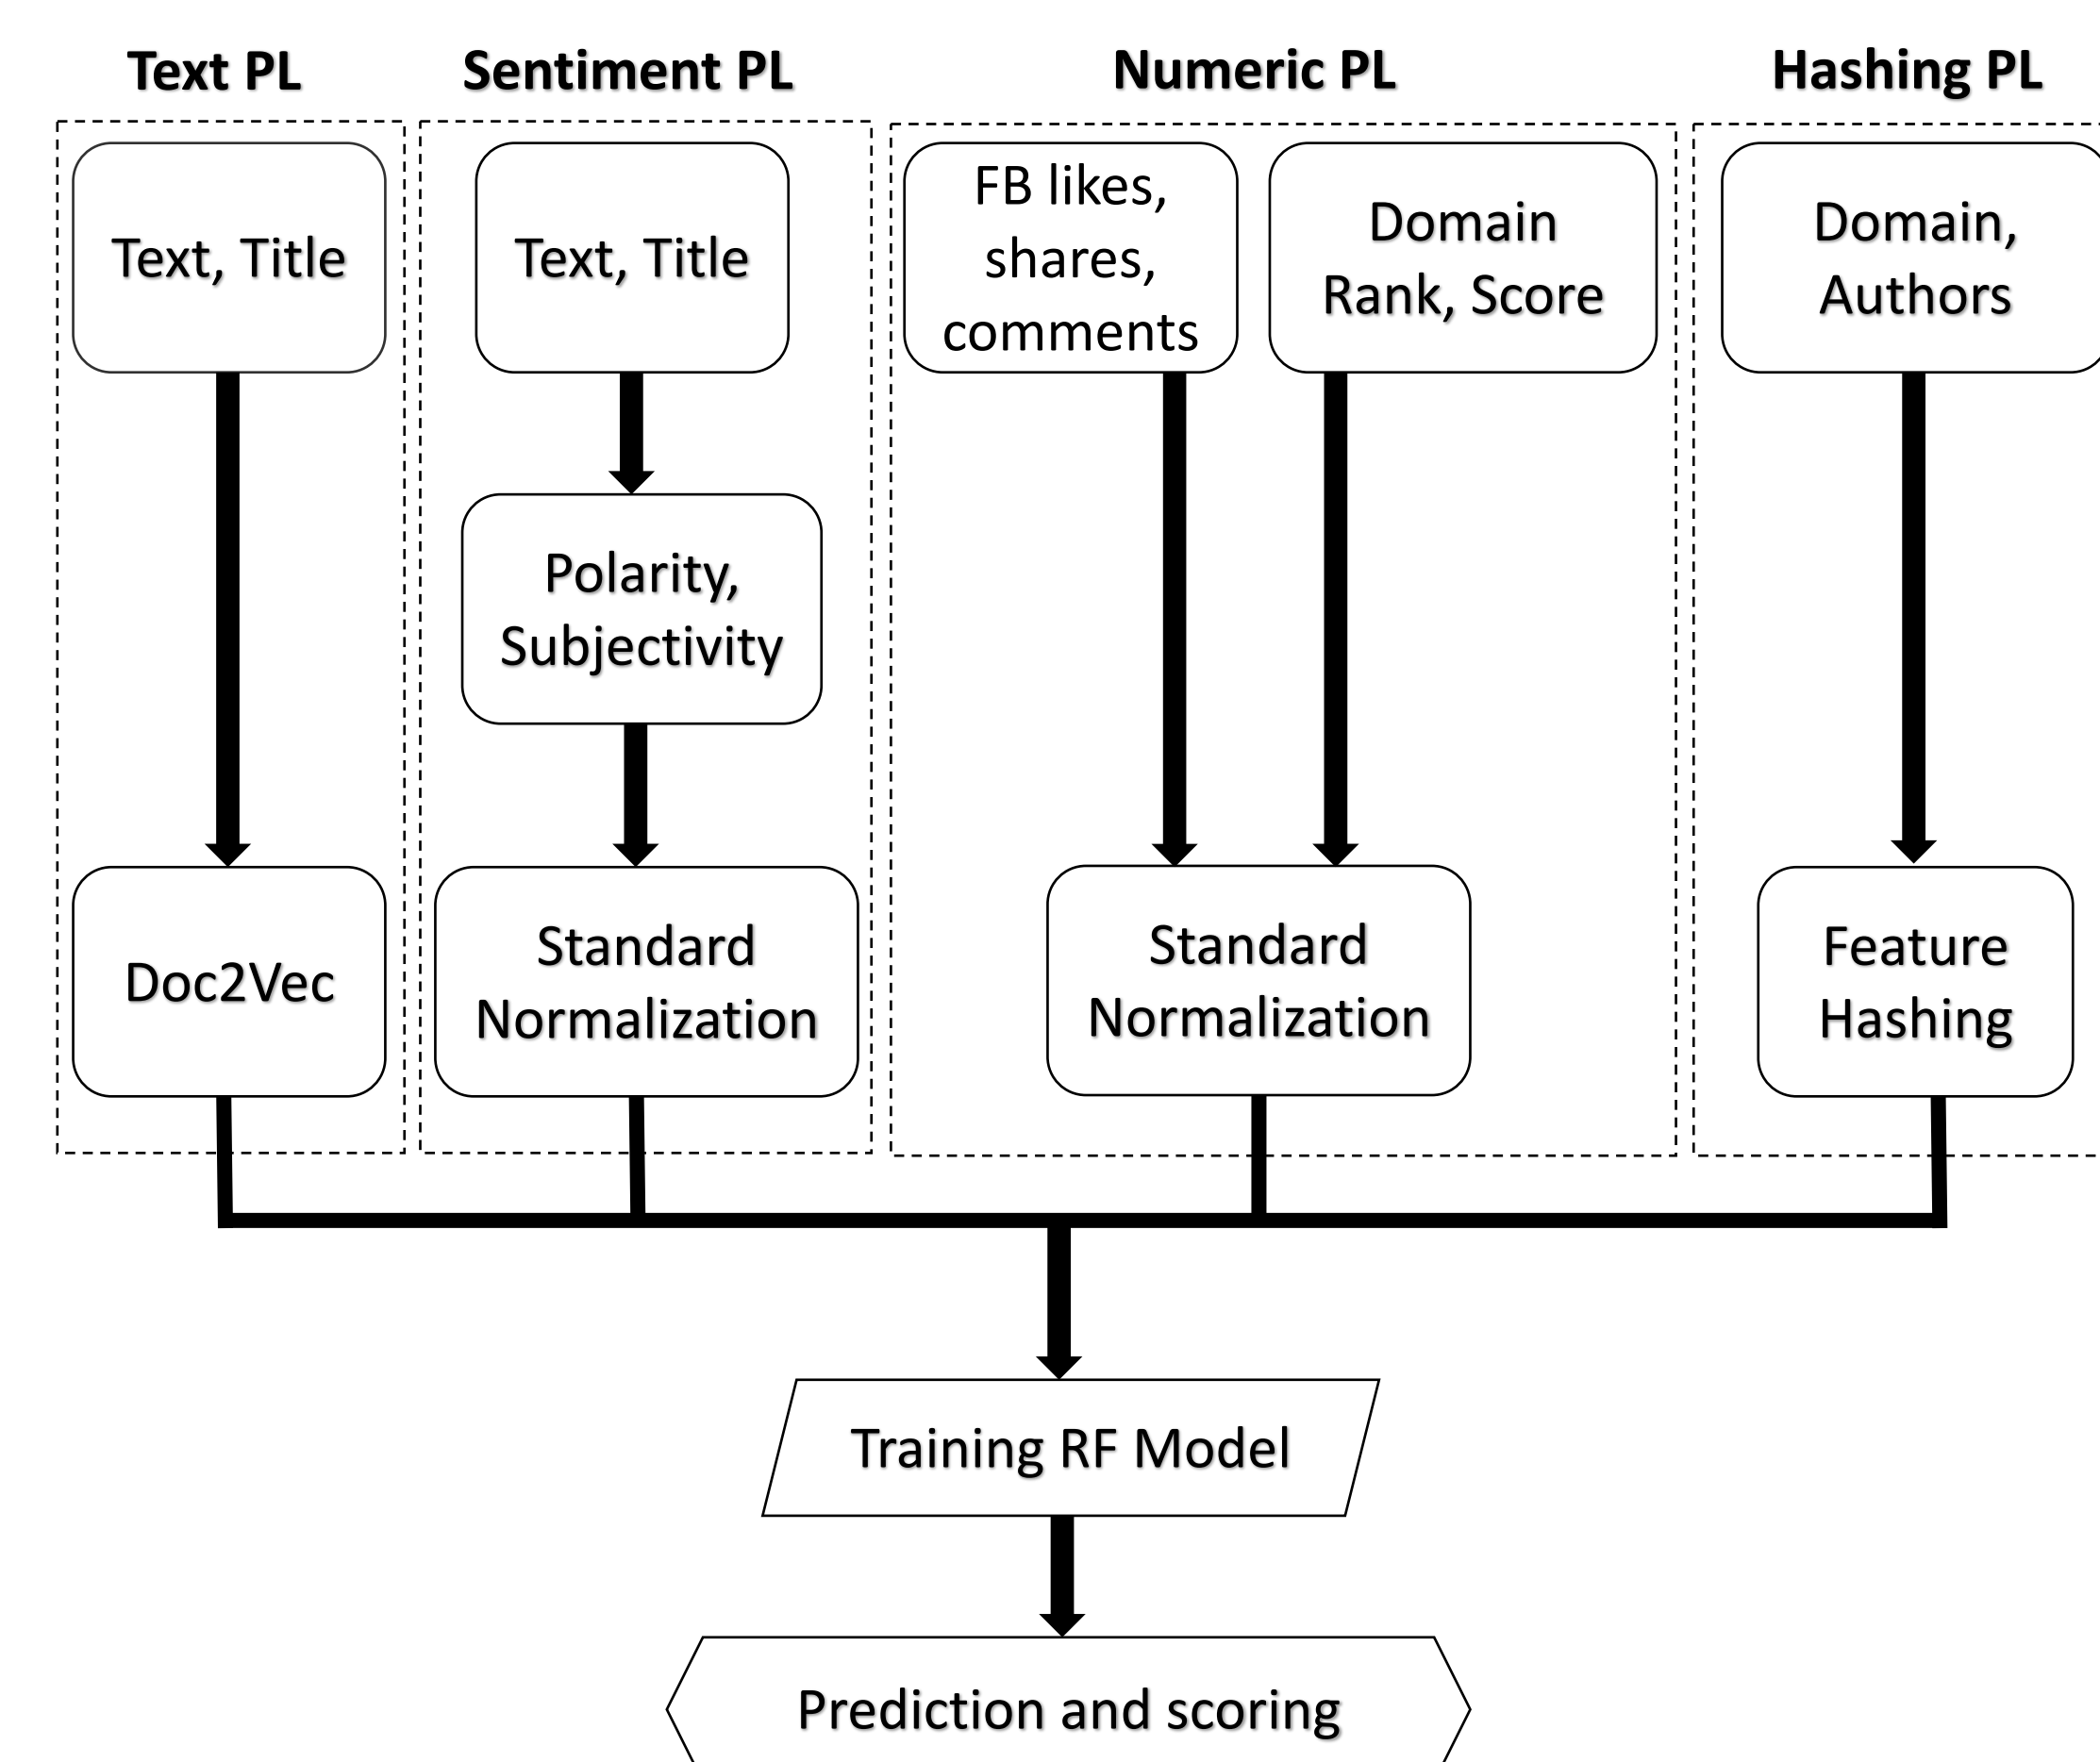 Text PL
Sentiment PL
Numeric PL
Hashing PL
Text, Title
Text, Title
FB likes,
shares,
comments
Domain
Rank, Score
Domain,
Authors
Polarity,
Subjectivity
Doc2Vec
Standard
Normalization
Standard
Normalization
Feature
Hashing
Training RF Model
Prediction and scoring